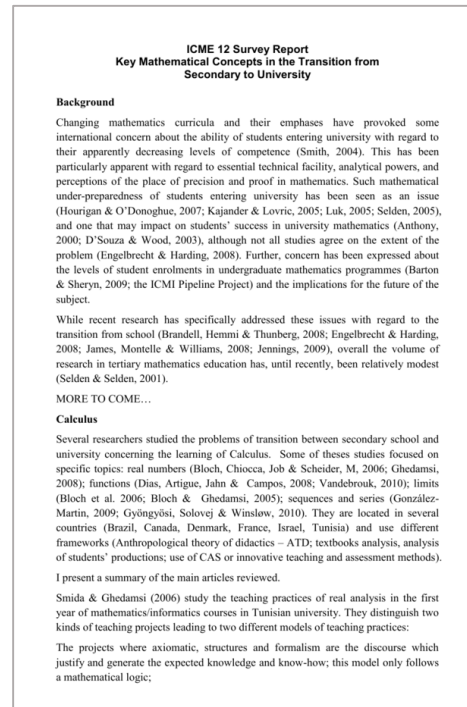 ICME 12 Survey Report
Key Mathematical Concepts in the Transition from
Secondary to University
Background
Changing mathematics curricula and their emphases have provoked some
international concern about the ability of students entering university with regard to
their apparently decreasing levels of competence (Smith, 2004). This has been
particularly apparent with regard to essential technical facility, analytical powers, and
perceptions of the place of precision and proof in mathematics. Such mathematical
under-preparedness of students entering university has been seen as an issue
(Hourigan & O'Donoghue, 2007; Kajander & Lovric, 2005; Luk, 2005; Selden, 2005),
and one that may impact on students' success in university mathematics (Anthony,
2000; D'Souza & Wood, 2003), although not all studies agree on the extent of the
problem (Engelbrecht & Harding, 2008). Further, concern has been expressed about
the levels of student enrolments in undergraduate mathematics programmes (Barton
& Sheryn, 2009; the ICMI Pipeline Project) and the implications for the future of the
subject.
While recent research has specifically addressed these issues with regard to the
transition from school (Brandell, Hemmi & Thunberg, 2008; Engelbrecht & Harding,
2008; James, Montelle & Williams, 2008; Jennings, 2009), overall the volume of
research in tertiary mathematics education has, until recently, been relatively modest
(Selden & Selden, 2001).
MORE TO COME…
Calculus
Several researchers studied the problems of transition between secondary school and
university concerning the learning of Calculus. Some of theses studies focused on
specific topics: real numbers (Bloch, Chiocca, Job & Scheider, M, 2006; Ghedamsi,
2008); functions (Dias, Artigue, Jahn & Campos, 2008; Vandebrouk, 2010); limits
(Bloch et al. 2006; Bloch & Ghedamsi, 2005); sequences and series (González-
Martin, 2009; Gyöngyösi, Solovej & Winsløw, 2010). They are located in several
countries (Brazil, Canada, Denmark, France, Israel, Tunisia) and use different
frameworks (Anthropological theory of didactics – ATD; textbooks analysis, analysis
of students' productions; use of CAS or innovative teaching and assessment methods).
I present a summary of the main articles reviewed.
Smida & Ghedamsi (2006) study the teaching practices of real analysis in the first
year of mathematics/informatics courses in Tunisian university. They distinguish two
kinds of teaching projects leading to two different models of teaching practices:
The projects where axiomatic, structures and formalism are the discourse which
justify and generate the expected knowledge and know-how; this model only follows
a mathematical logic;